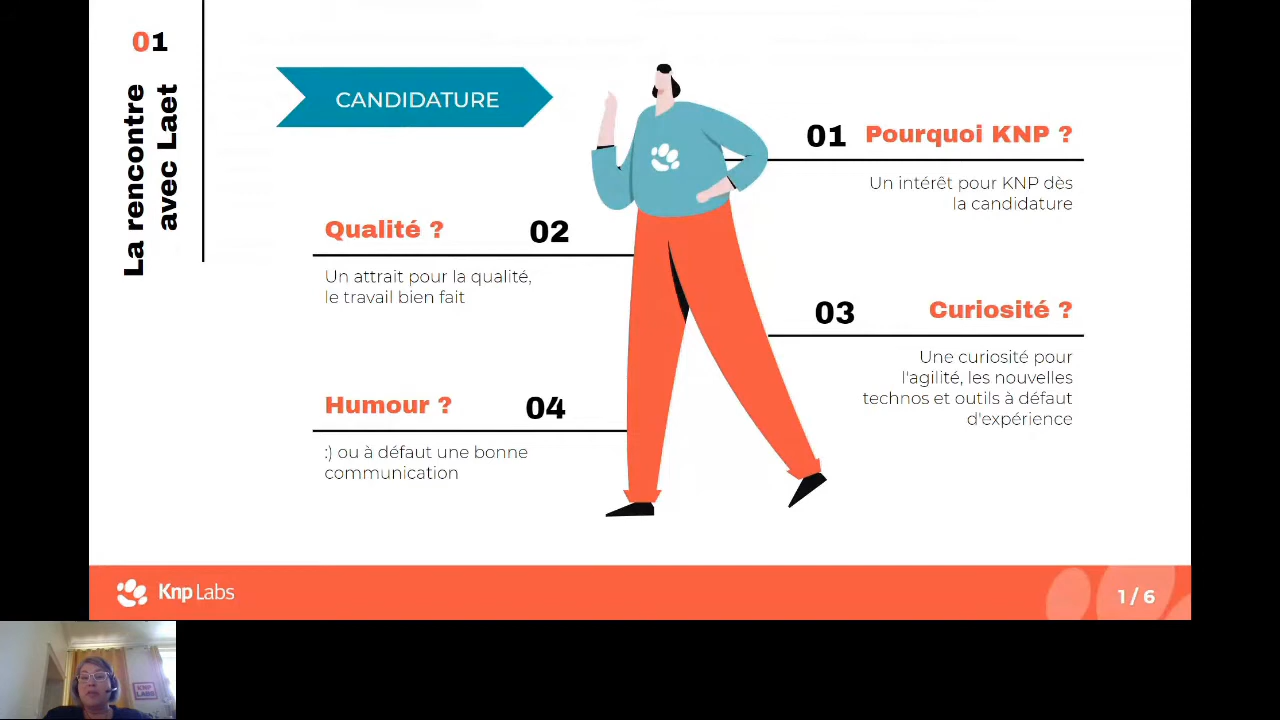 01
La rencontre
avec Laet
CANDIDATURE
01 Pourquoi KNP ?
Un intérêt pour KNP dès
la candidature
Qualité ? 02
Un attrait pour la qualité,
le travail bien fait
03 Curiosité ?
Une curiosité pour
l'agilité, les nouvelles
technos et outils à défaut
d'expérience
Humour ? 04
:) ou à défaut une bonne
communication
Knp Labs
1 / 6
KNP
LABS